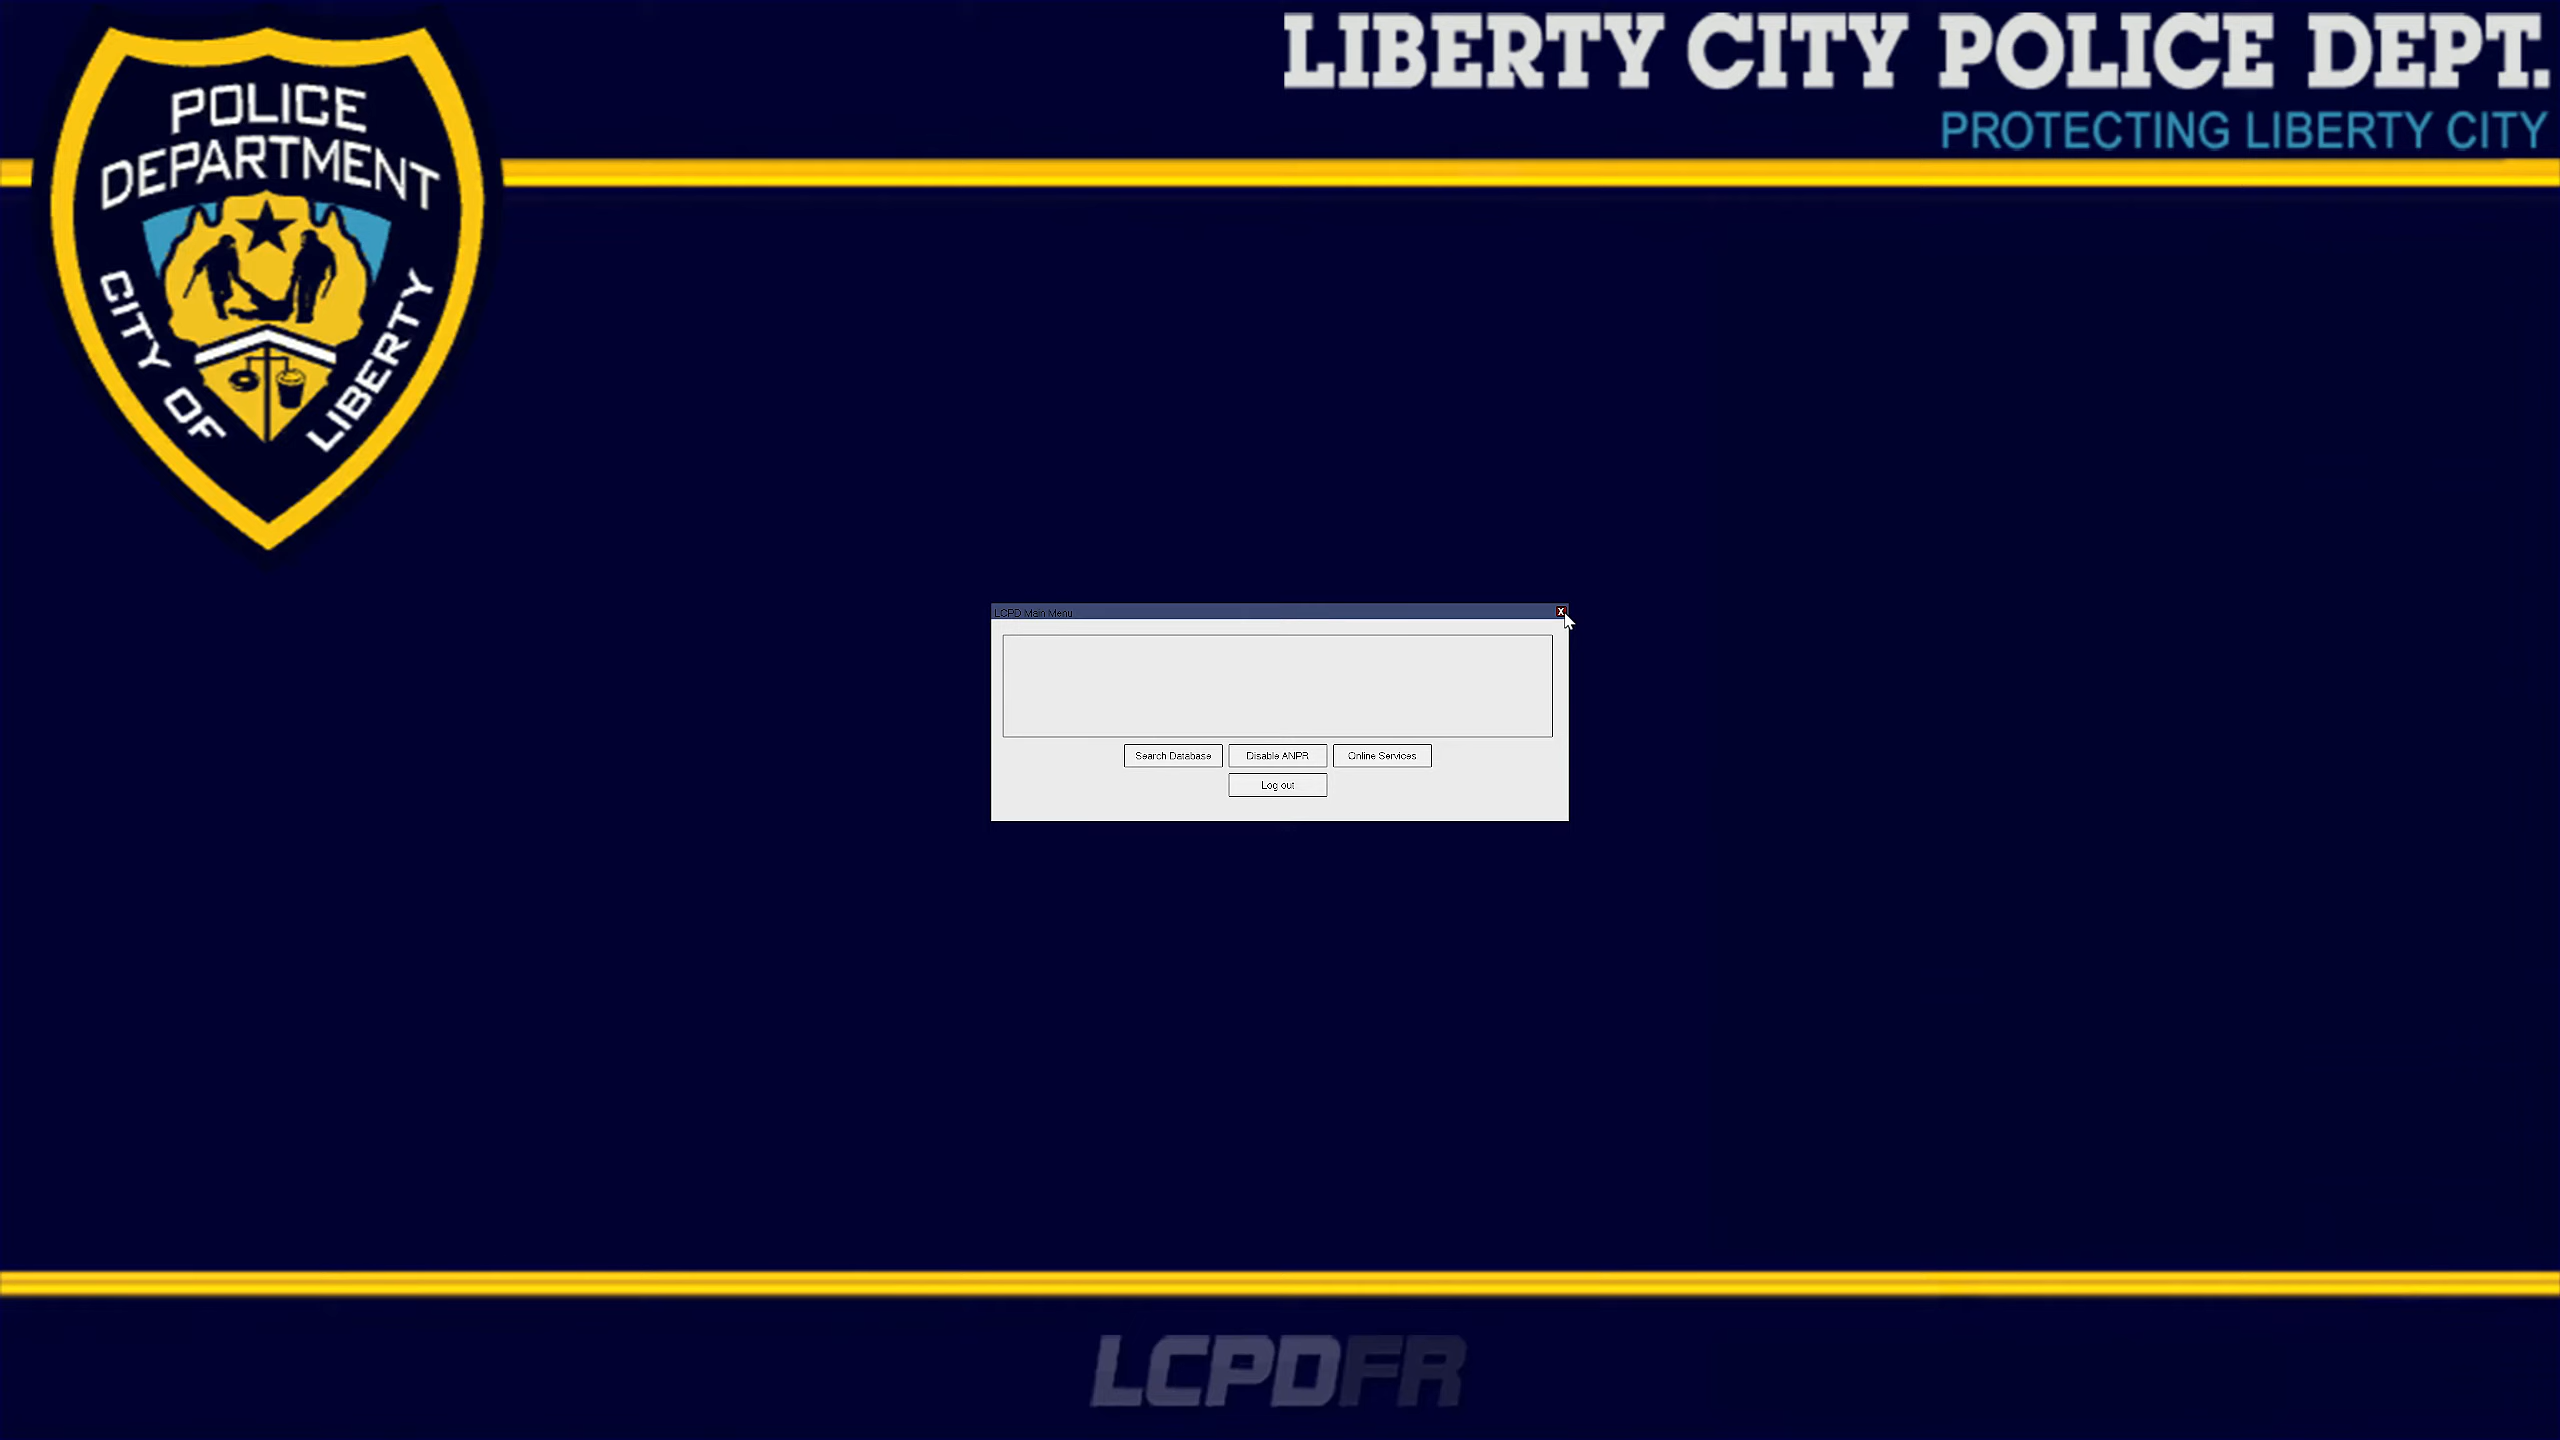 LIBERTY CITY POLICE DEPT.
PROTECTING LIBERTY CITY
POLICE
DEPARTMENT
CITY OF LIBERTY
LCPD Main Menu
X
Search Database
Disable ANPR
Online Services
Log out
LCPDFR